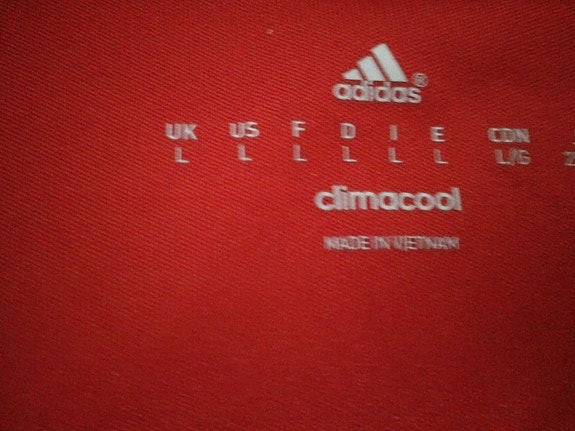 adidas®
UK US F D I E CDN
L L L L L L L/G
climacool
MADE IN VIETNAM